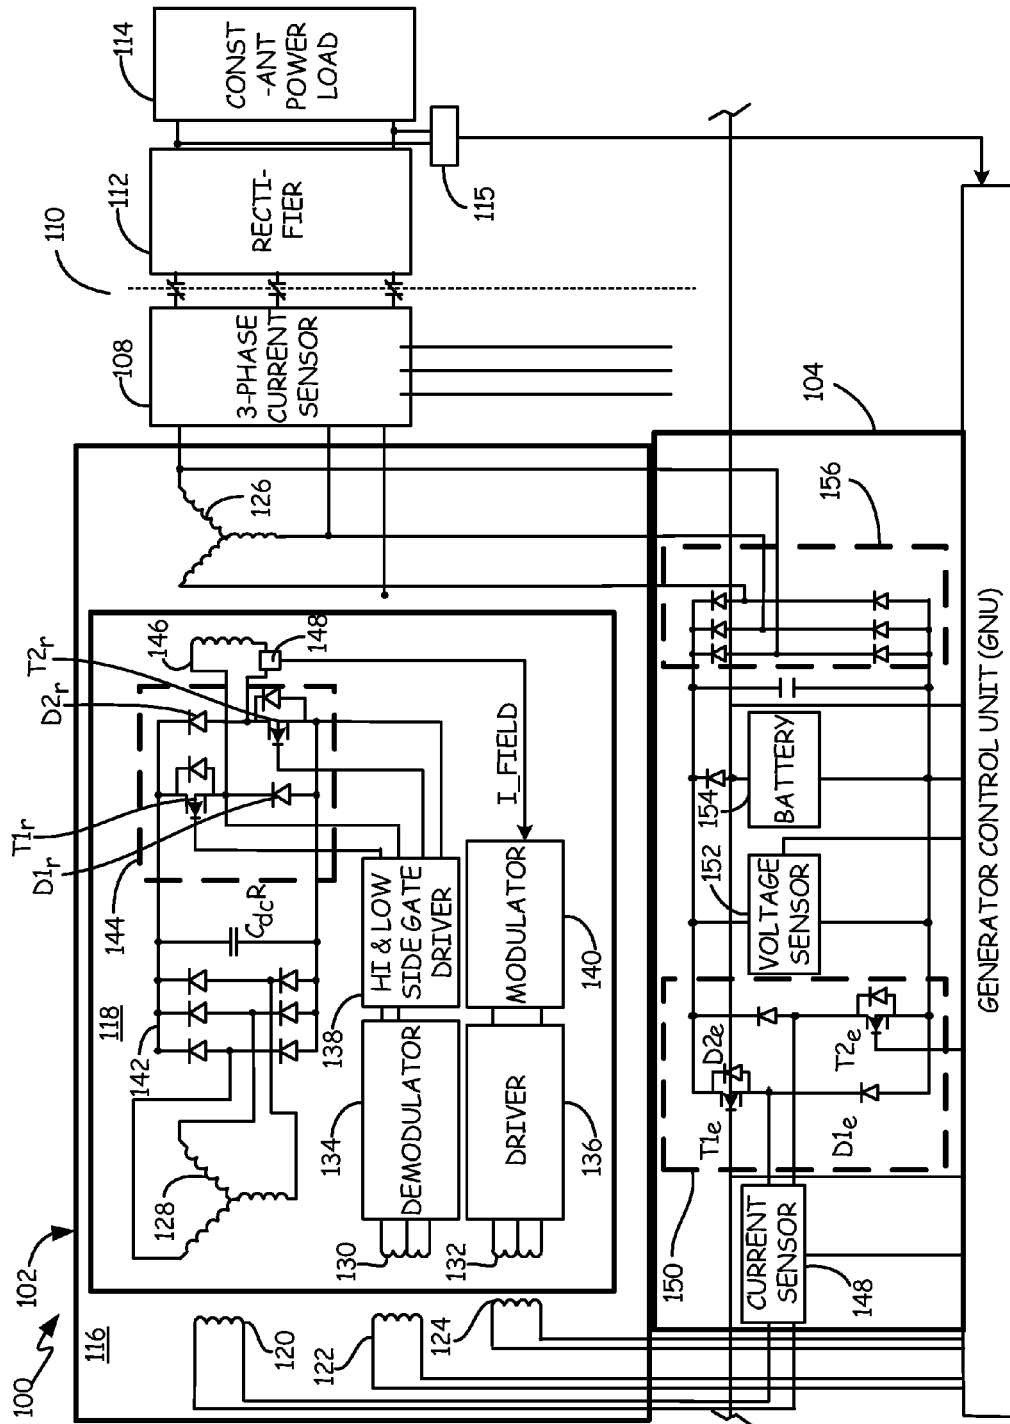 100
102
116
118
120
122
124
128
142
144
CdcR
D1r
T1r
D2r
T2r
146
148
126
I_FIELD
130
134
DEMODULATOR
138
HI & LOW
SIDE GATE
DRIVER
132
136
DRIVER
140
MODULATOR
108
3-PHASE
CURRENT
SENSOR
110
112
RECTI-
FIER
114
CONST
-ANT
POWER
LOAD
115
104
156
154
BATTERY
152
VOLTAGE
SENSOR
D2e
T2e
T1e
D1e
150
CURRENT
SENSOR
148
GENERATOR CONTROL UNIT (GNU)